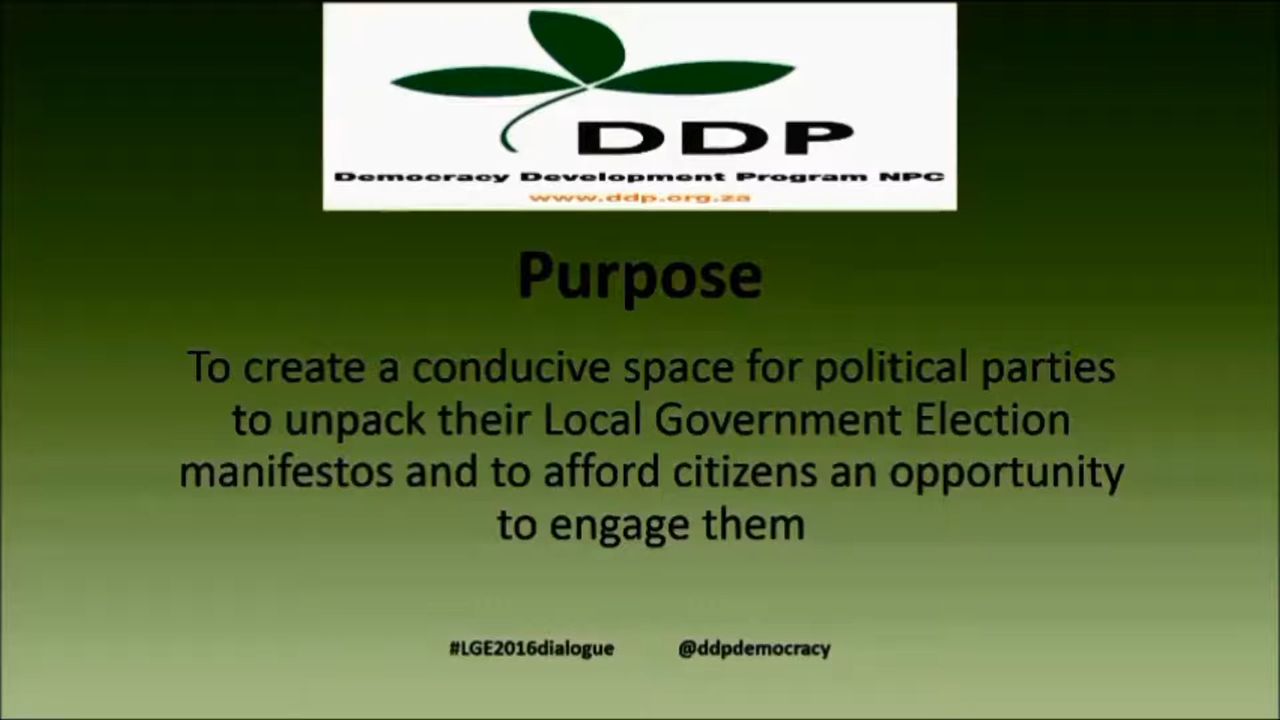 DDP
Democracy Development Program NPC
www.ddp.org.za
Purpose
To create a conducive space for political parties
to unpack their Local Government Election
manifestos and to afford citizens an opportunity
to engage them
#LGE2016dialogue @ddpdemocracy